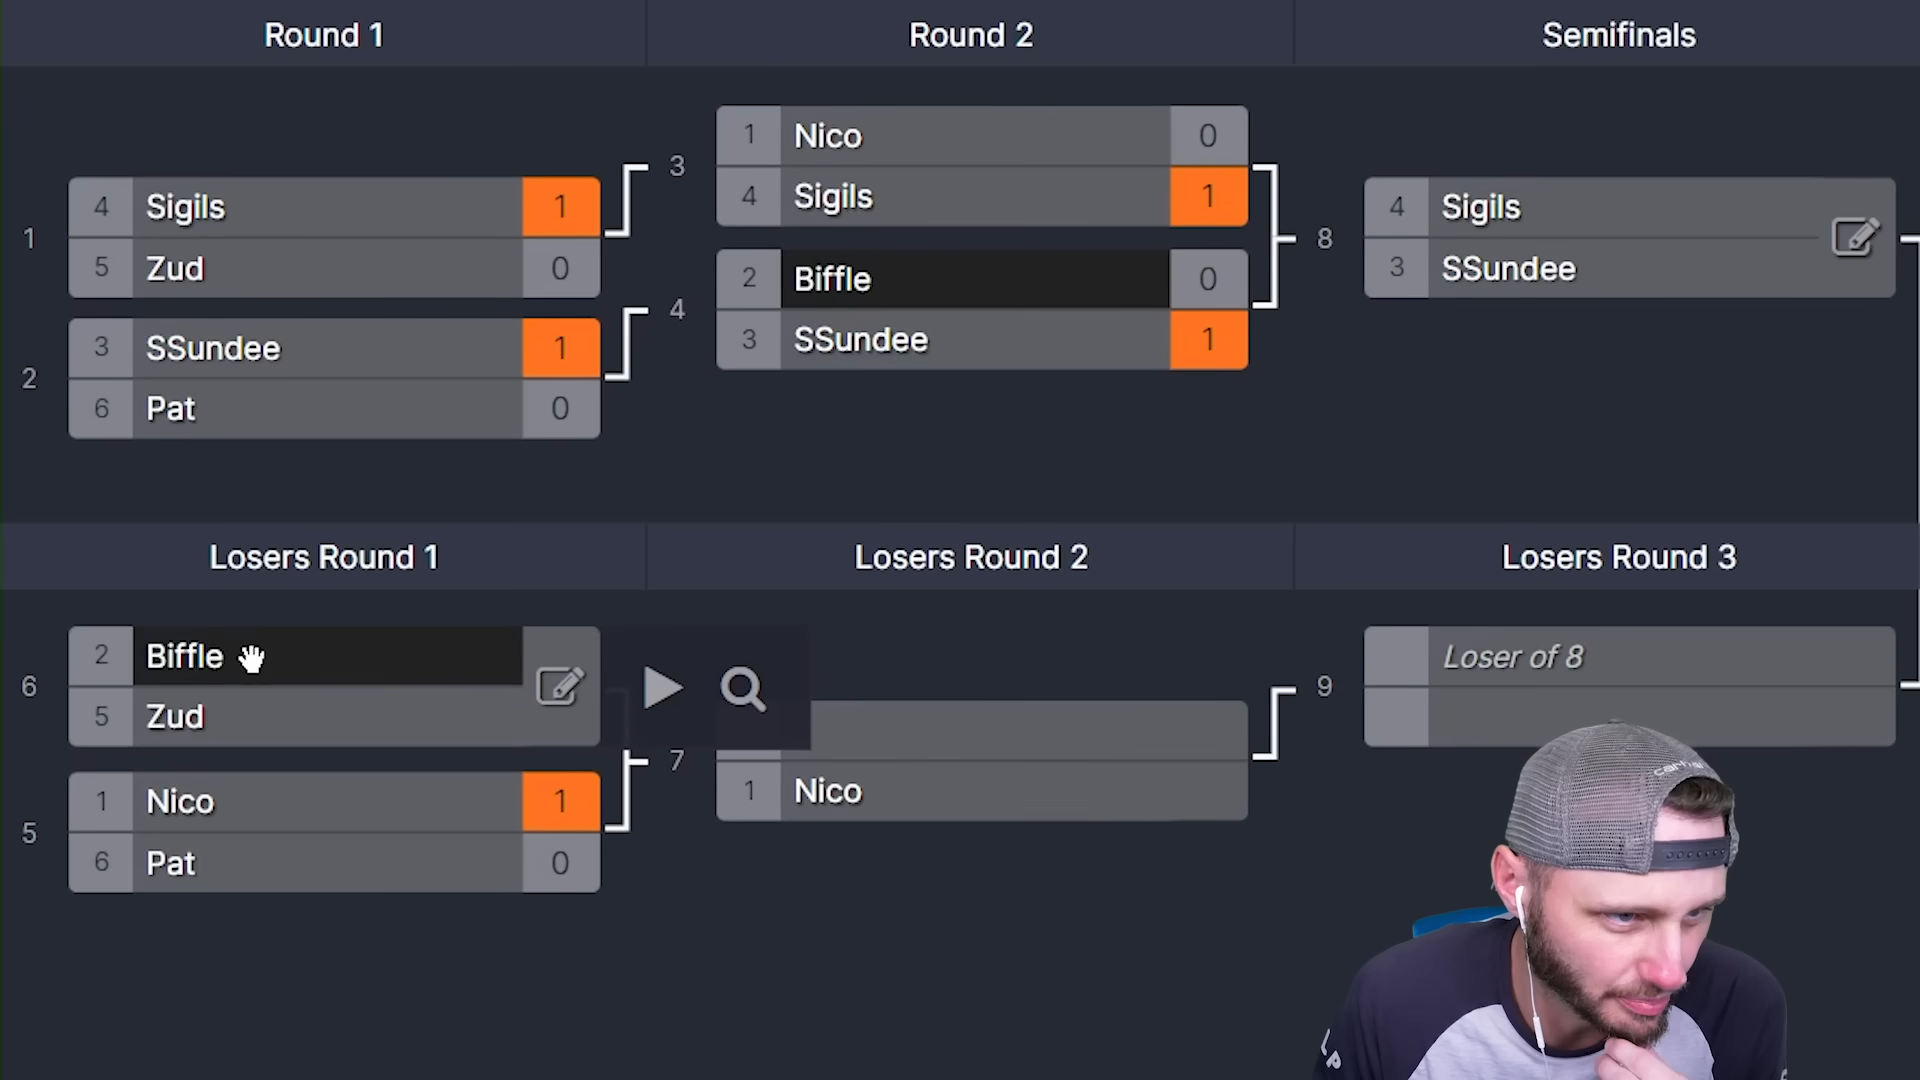 Round 1
Round 2
Semifinals
1
4 Sigils 1
5 Zud 0
2
3 SSundee 1
6 Pat 0
3
1 Nico 0
4 Sigils 1
4
2 Biffle 0
3 SSundee 1
8
4 Sigils
3 SSundee
Losers Round 1
Losers Round 2
Losers Round 3
6
2 Biffle
5 Zud
5
1 Nico 1
6 Pat 0
7
1 Nico
9
Loser of 8
carhartt